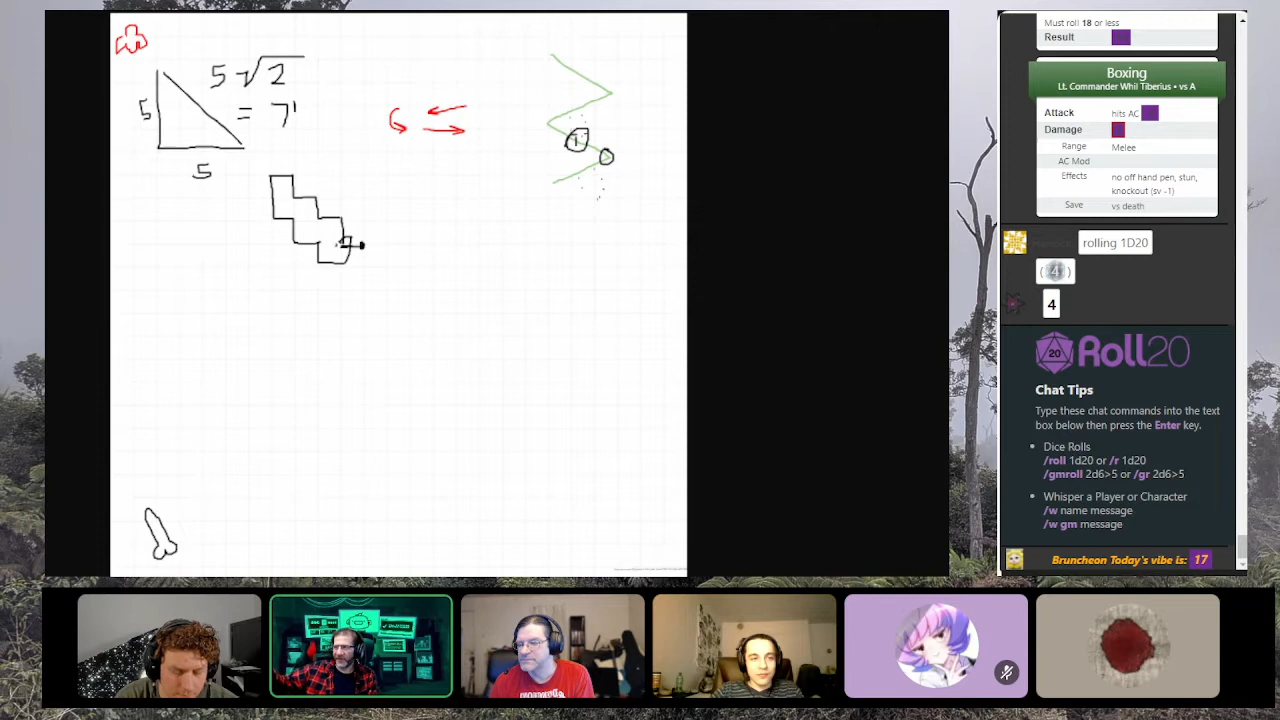 5 √2
5
= 7'
5
1
Must roll 18 or less
Result
Boxing
Lt. Commander Whil Tiberius • vs A
Attack hits AC
Damage
Range Melee
AC Mod
Effects no off hand pen, stun,
knockout (sv -1)
Save vs death
rolling 1D20
(4)
4
20 Roll20
Chat Tips
Type these chat commands into the text
box below then press the Enter key.
Dice Rolls
/roll 1d20 or /r 1d20
/gmroll 2d6>5 or /gr 2d6>5
Whisper a Player or Character
/w name message
/w gm message
Bruncheon Today's vibe is: 17